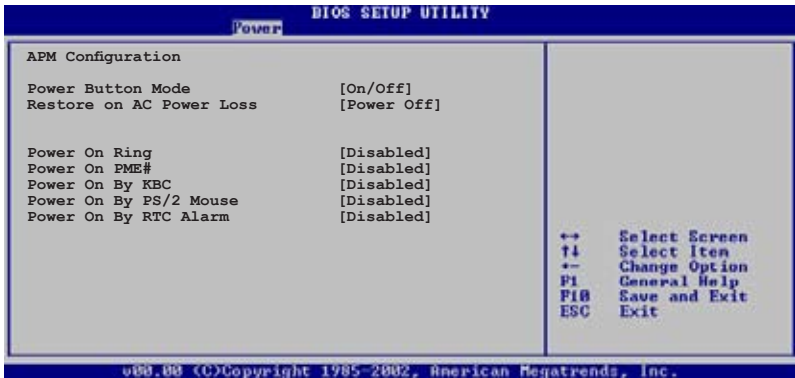 BIOS SETUP UTILITY
Power
APM Configuration
Power Button Mode [On/Off]
Restore on AC Power Loss [Power Off]
Power On Ring [Disabled]
Power On PME# [Disabled]
Power On By KBC [Disabled]
Power On By PS/2 Mouse [Disabled]
Power On By RTC Alarm [Disabled]
↔ Select Screen
↑↓ Select Item
+- Change Option
F1 General Help
F10 Save and Exit
ESC Exit
v00.00 (C)Copyright 1985-2002, American Megatrends, Inc.